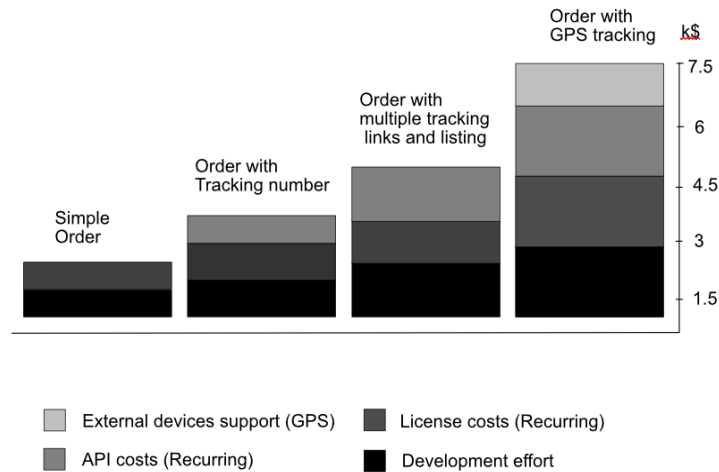 Order with
GPS tracking
k$
7.5
Order with
multiple tracking
links and listing
6
Order with
Tracking number
4.5
Simple
Order
3
1.5
External devices support (GPS)
License costs (Recurring)
API costs (Recurring)
Development effort